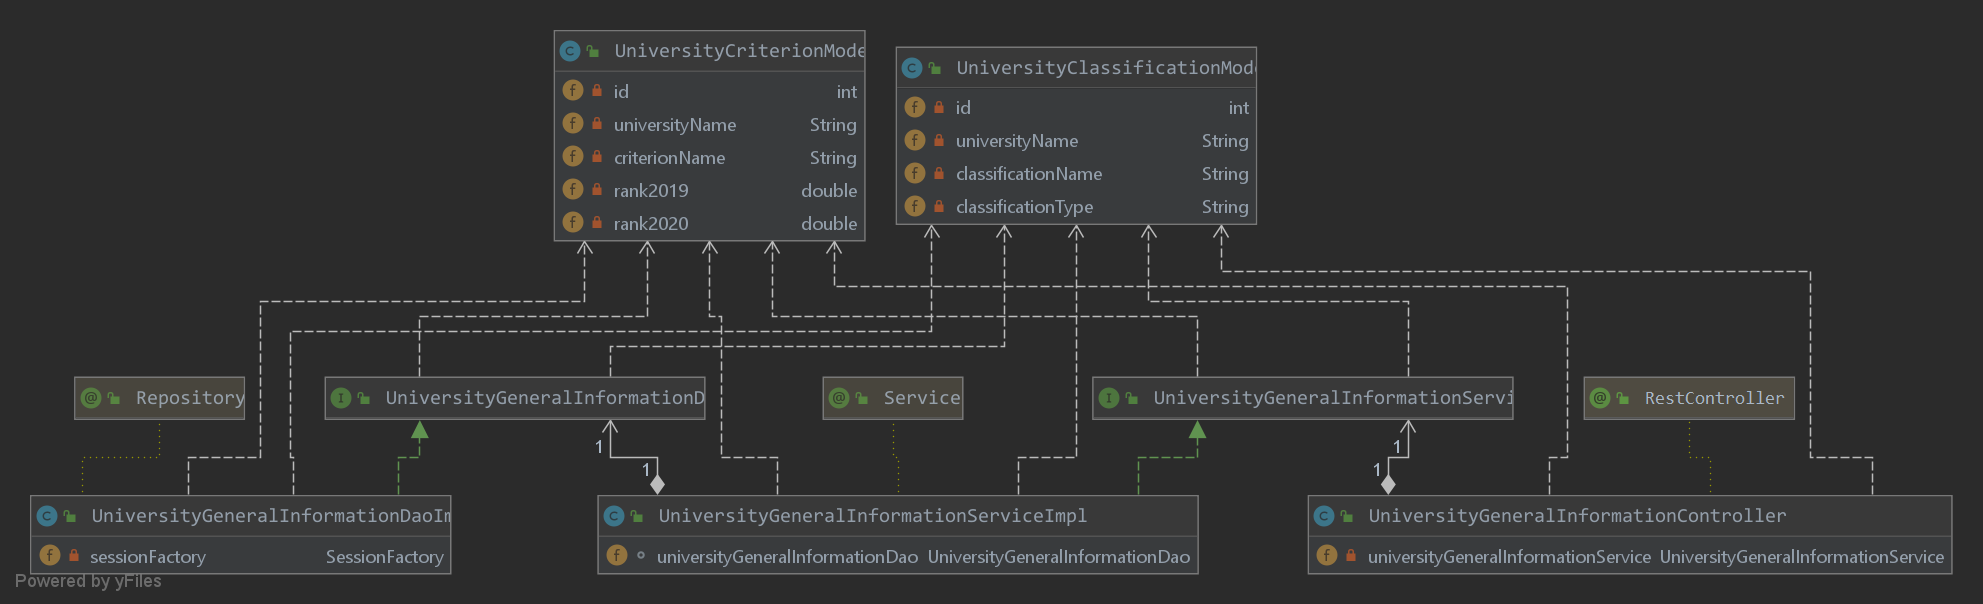 UniversityCriterionMode
id int
universityName String
criterionName String
rank2019 double
rank2020 double
UniversityClassificationMod
id int
universityName String
classificationName String
classificationType String
Repository
UniversityGeneralInformationD
Service
UniversityGeneralInformationServi
RestController
1
1
1
1
UniversityGeneralInformationDaoIm
sessionFactory SessionFactory
UniversityGeneralInformationServiceImpl
universityGeneralInformationDao UniversityGeneralInformationDao
UniversityGeneralInformationController
universityGeneralInformationService UniversityGeneralInformationService
Powered by yFiles